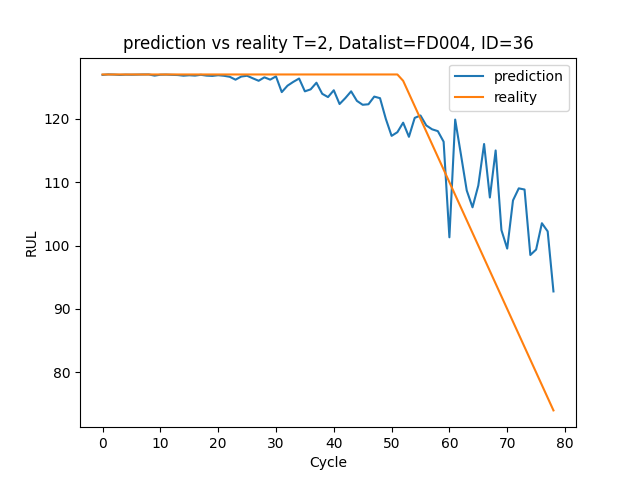 prediction vs reality T=2, Datalist=FD004, ID=36
prediction
reality
120
110
100
90
80
RUL
0 10 20 30 40 50 60 70 80
Cycle